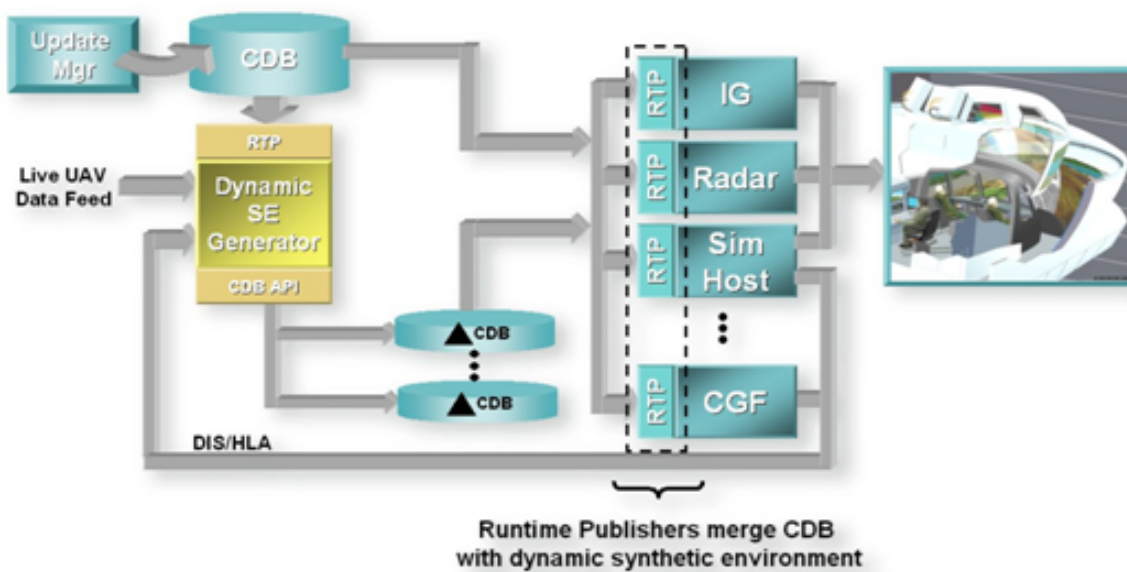 Update
Mgr
CDB
RTP
IG
RTP
Live UAV
Data Feed
Dynamic
SE
Generator
RTP
Radar
RTP
Sim
Host
CDB API
▲CDB
▲CDB
RTP
CGF
DIS/HLA
Runtime Publishers merge CDB
with dynamic synthetic environment